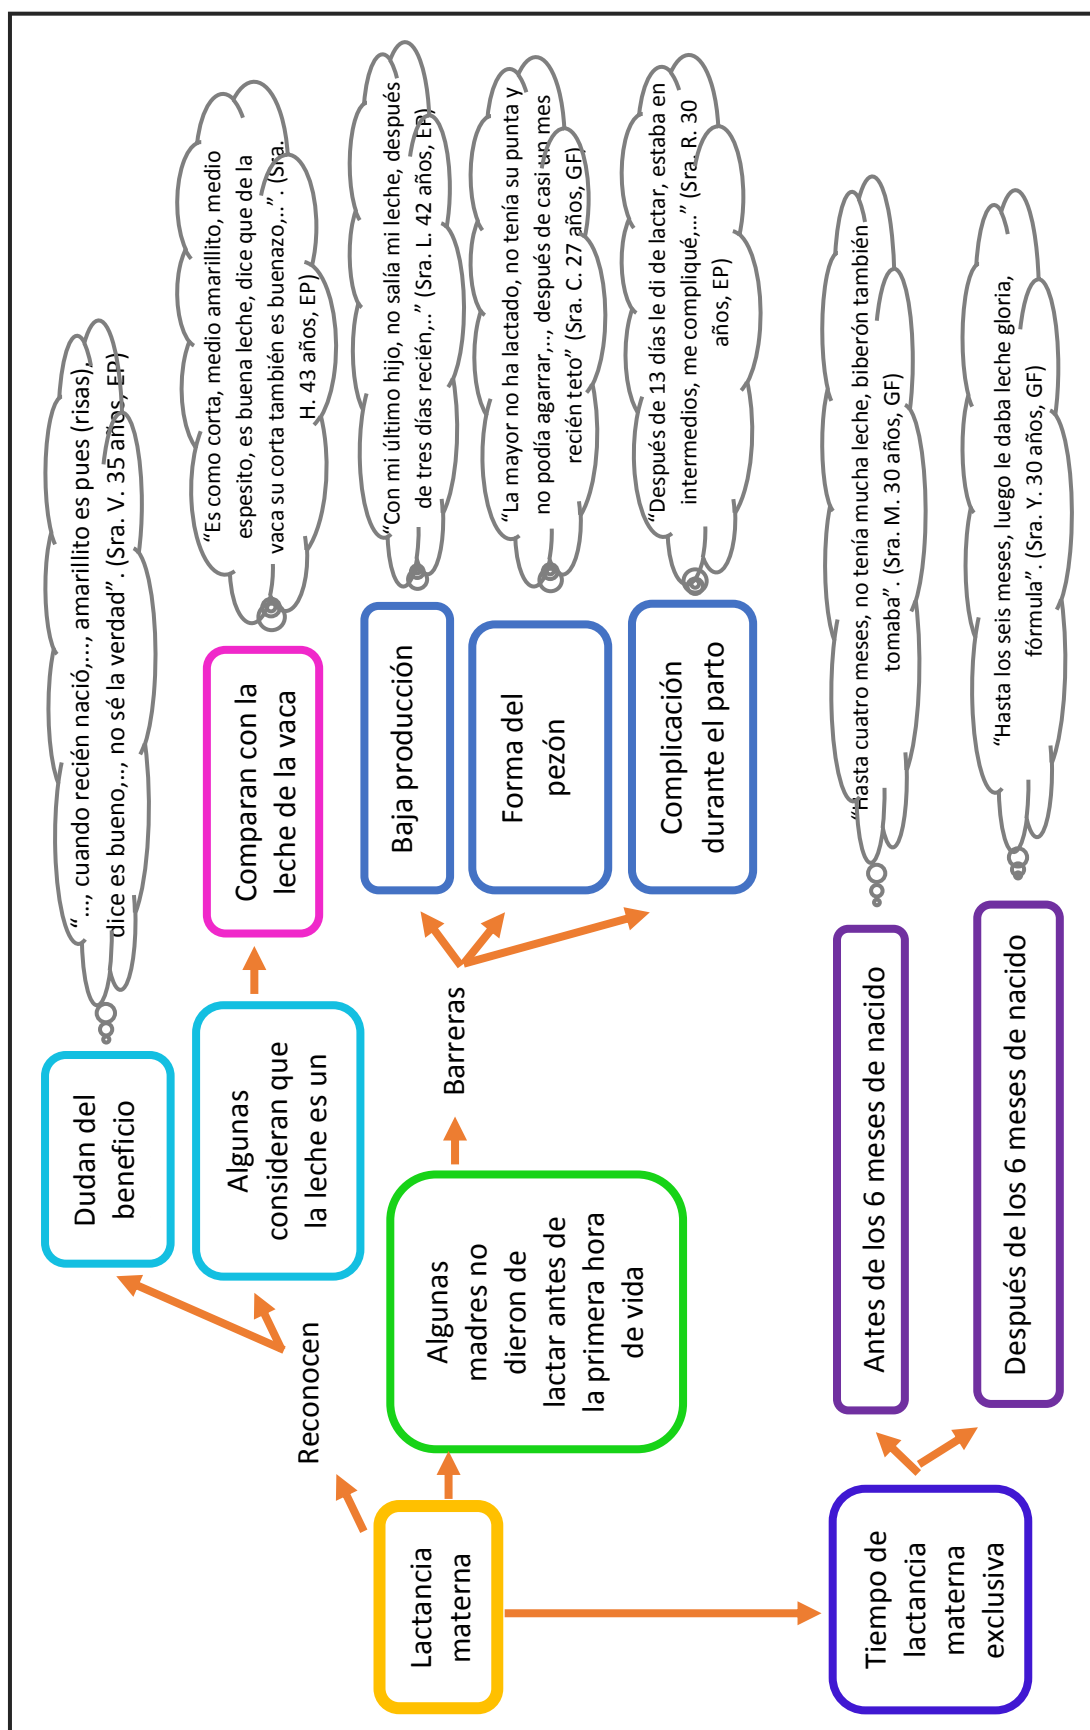 Lactancia
materna
Reconocen
Dudan del
beneficio
“ ..., cuando recién nació,..., amarillito es pues (risas),
dice es bueno,.., no sé la verdad”. (Sra. V. 35 años, EP)
Algunas
consideran que
la leche es un
Comparan con la
leche de la vaca
“Es como corta, medio amarillito, medio
espesito, es buena leche, dice que de la
vaca su corta también es buenazo,..”. (Sra.
H. 43 años, EP)
Algunas
madres no
dieron de
lactar antes de
la primera hora
de vida
Barreras
Baja producción
“Con mi último hijo, no salía mi leche, después
de tres días recién,..” (Sra. L. 42 años, EP)
Forma del
pezón
“La mayor no ha lactado, no tenía su punta y
no podía agarrar,.., después de casi un mes
recién teto” (Sra. C. 27 años, GF)
Complicación
durante el parto
“Después de 13 días le di de lactar, estaba en
intermedios, me compliqué,...” (Sra. R. 30
años, EP)
Tiempo de
lactancia
materna
exclusiva
Antes de los 6 meses de nacido
“Hasta cuatro meses, no tenía mucha leche, biberón también
tomaba”. (Sra. M. 30 años, GF)
Después de los 6 meses de nacido
“Hasta los seis meses, luego le daba leche gloria,
fórmula”. (Sra. Y. 30 años, GF)